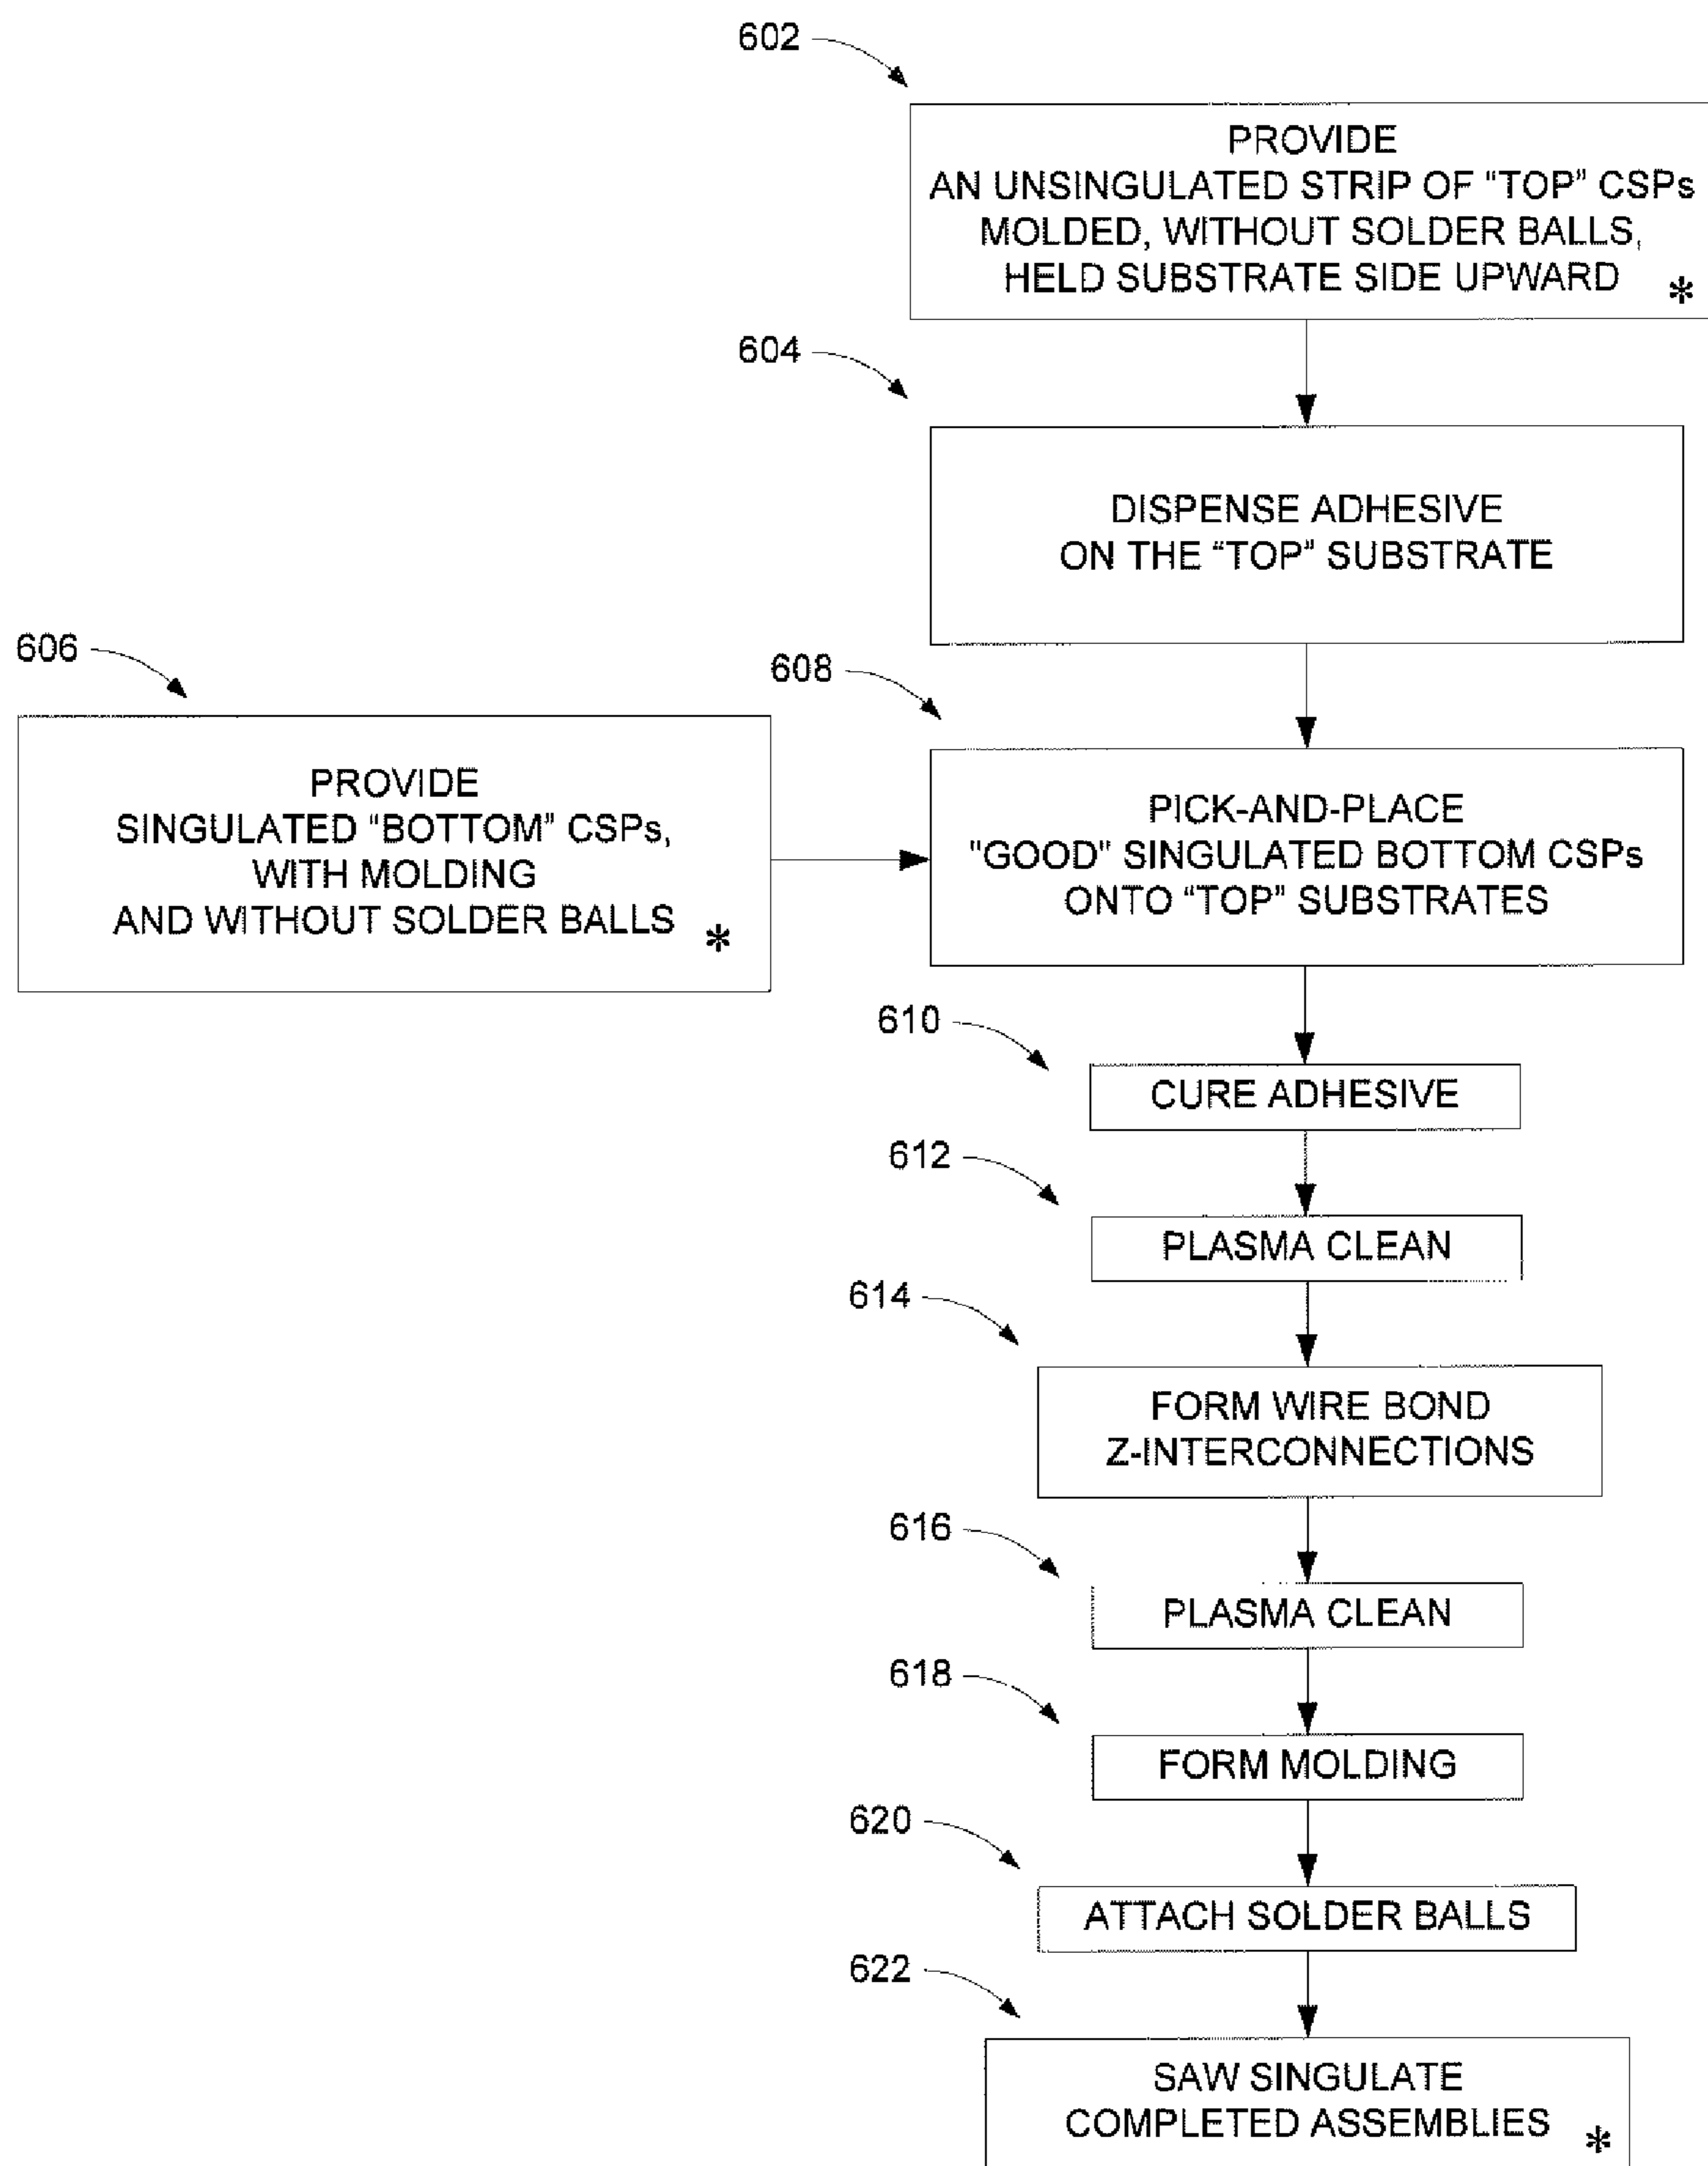 602
PROVIDE
AN UNSINGULATED STRIP OF “TOP” CSPs
MOLDED, WITHOUT SOLDER BALLS,
HELD SUBSTRATE SIDE UPWARD *
604
DISPENSE ADHESIVE
ON THE “TOP” SUBSTRATE
606
PROVIDE
SINGULATED “BOTTOM” CSPs,
WITH MOLDING
AND WITHOUT SOLDER BALLS *
608
PICK-AND-PLACE
"GOOD" SINGULATED BOTTOM CSPs
ONTO “TOP” SUBSTRATES
610
CURE ADHESIVE
612
PLASMA CLEAN
614
FORM WIRE BOND
Z-INTERCONNECTIONS
616
PLASMA CLEAN
618
FORM MOLDING
620
ATTACH SOLDER BALLS
622
SAW SINGULATE
COMPLETED ASSEMBLIES *